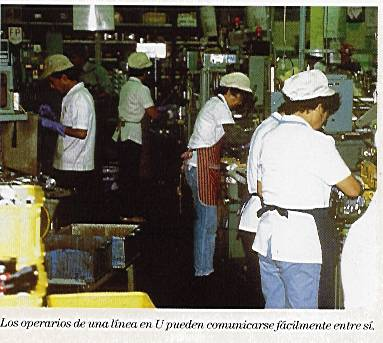 Los operarios de una línea en U pueden comunicarse fácilmente entre sí.